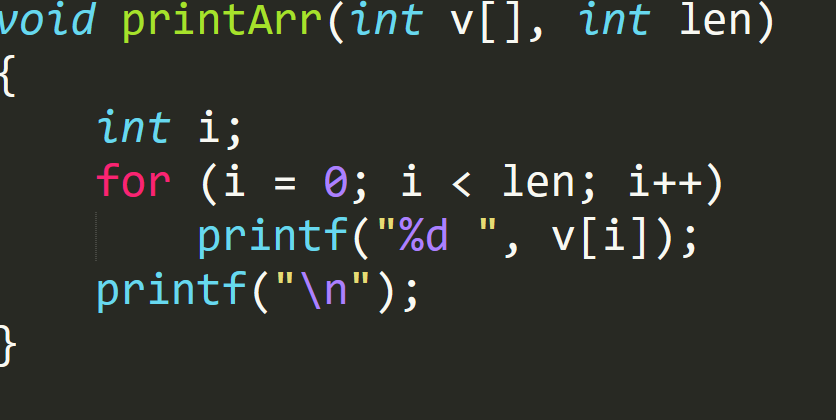 void printArr(int v[], int len)
{
    int i;
    for (i = 0; i < len; i++)
        printf("%d ", v[i]);
    printf("\n");
}